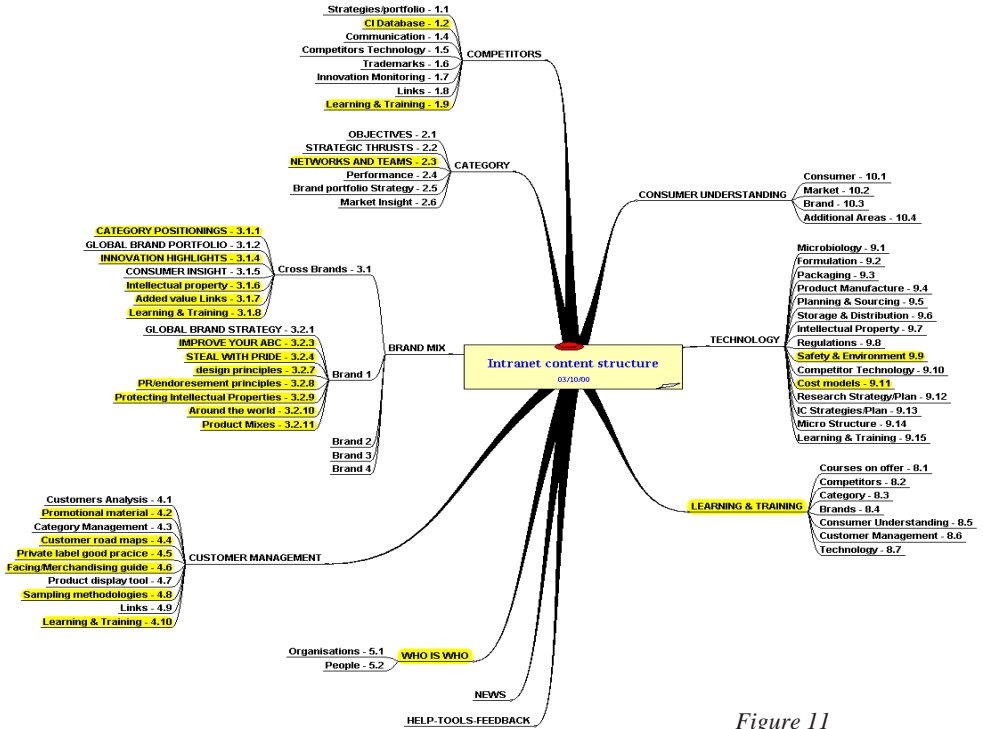 Strategies/portfolio - 1.1
CI Database - 1.2
Communication - 1.4
Competitors Technology - 1.5
Trademarks - 1.6
Innovation Monitoring - 1.7
Links - 1.8
Learning & Training - 1.9
COMPETITORS
OBJECTIVES - 2.1
STRATEGIC THRUSTS - 2.2
NETWORKS AND TEAMS - 2.3
Performance - 2.4
Brand portfolio Strategy - 2.5
Market Insight - 2.6
CATEGORY
CATEGORY POSITIONINGS - 3.1.1
GLOBAL BRAND PORTFOLIO - 3.1.2
INNOVATION HIGHLIGHTS - 3.1.4
CONSUMER INSIGHT - 3.1.5
Intellectual property - 3.1.6
Added value Links - 3.1.7
Learning & Training - 3.1.8
Cross Brands - 3.1
GLOBAL BRAND STRATEGY - 3.2.1
IMPROVE YOUR ABC - 3.2.3
STEAL WITH PRIDE - 3.2.4
design principles - 3.2.7
PR/endoresement principles - 3.2.8
Protecting Intellectual Properties - 3.2.9
Around the world - 3.2.10
Product Mixes - 3.2.11
Brand 1
Brand 2
Brand 3
Brand 4
BRAND MIX
Customers Analysis - 4.1
Promotional material - 4.2
Category Management - 4.3
Customer road maps - 4.4
Private label good pracice - 4.5
Facing/Merchandising guide - 4.6
Product display tool - 4.7
Sampling methodologies - 4.8
Links - 4.9
Learning & Training - 4.10
CUSTOMER MANAGEMENT
Organisations - 5.1
People - 5.2
WHO IS WHO
NEWS
HELP-TOOLS-FEEDBACK
Intranet content structure
03/10/00
CONSUMER UNDERSTANDING
Consumer - 10.1
Market - 10.2
Brand - 10.3
Additional Areas - 10.4
TECHNOLOGY
Microbiology - 9.1
Formulation - 9.2
Packaging - 9.3
Product Manufacture - 9.4
Planning & Sourcing - 9.5
Storage & Distribution - 9.6
Intellectual Property - 9.7
Regulations - 9.8
Safety & Environment 9.9
Competitor Technology - 9.10
Cost models - 9.11
Research Strategy/Plan - 9.12
IC Strategies/Plan - 9.13
Micro Structure - 9.14
Learning & Training - 9.15
LEARNING & TRAINING
Courses on offer - 8.1
Competitors - 8.2
Category - 8.3
Brands - 8.4
Consumer Understanding - 8.5
Customer Management - 8.6
Technology - 8.7
Figure 11